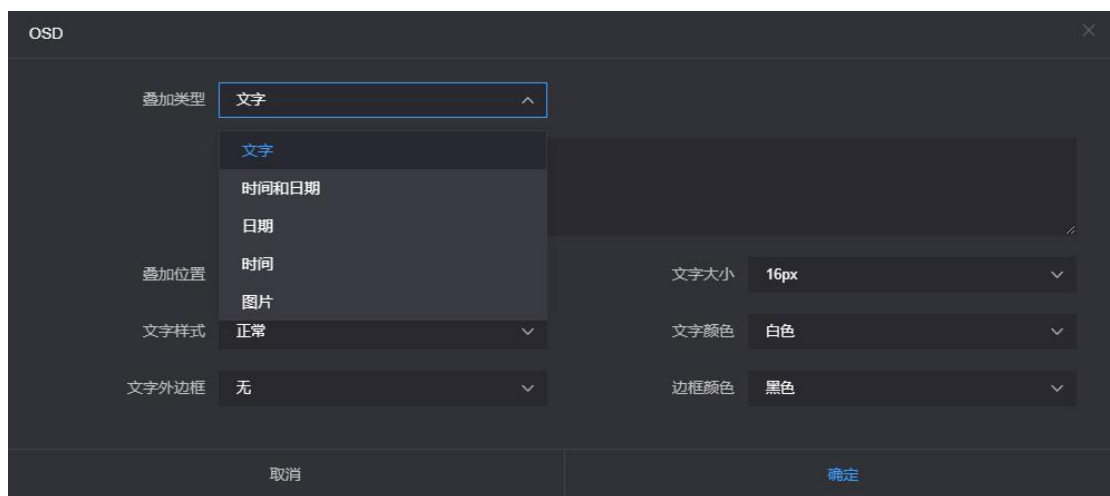 OSD
叠加类型 文字
文字
时间和日期
日期
时间
图片
叠加位置 文字大小 16px
文字样式 正常 文字颜色 白色
文字外边框 无 边框颜色 黑色
取消 确定